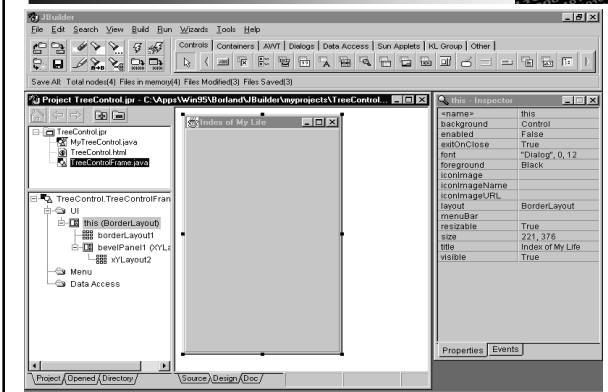 JBuilder
File Edit Search View Build Run Wizards Tools Help
Controls Containers AWT Dialogs Data Access Sun Applets KL Group Other
Save All: Total nodes(4) Files in memory(4) Files Modified(3) Files Saved(3)
Project TreeControl.jpr - C:\Apps\Win95\Borland\JBuilder\myprojects\TreeControl...
TreeControl.jpr
MyTreeControl.java
TreeControl.html
TreeControlFrame.java
TreeControl.TreeControlFran
UI
this (BorderLayout)
borderLayout1
bevelPanel1 (XYLa
xYLayout2
Menu
Data Access
Project Opened Directory
Index of My Life
Source Design Doc
this - Inspector
<name> this
background Control
enabled False
exitOnClose True
font "Dialog", 0, 12
foreground Black
iconImage
iconImageName
iconImageURL
layout BorderLayout
menuBar
resizable True
size 221, 376
title Index of My Life
visible True
Properties Events